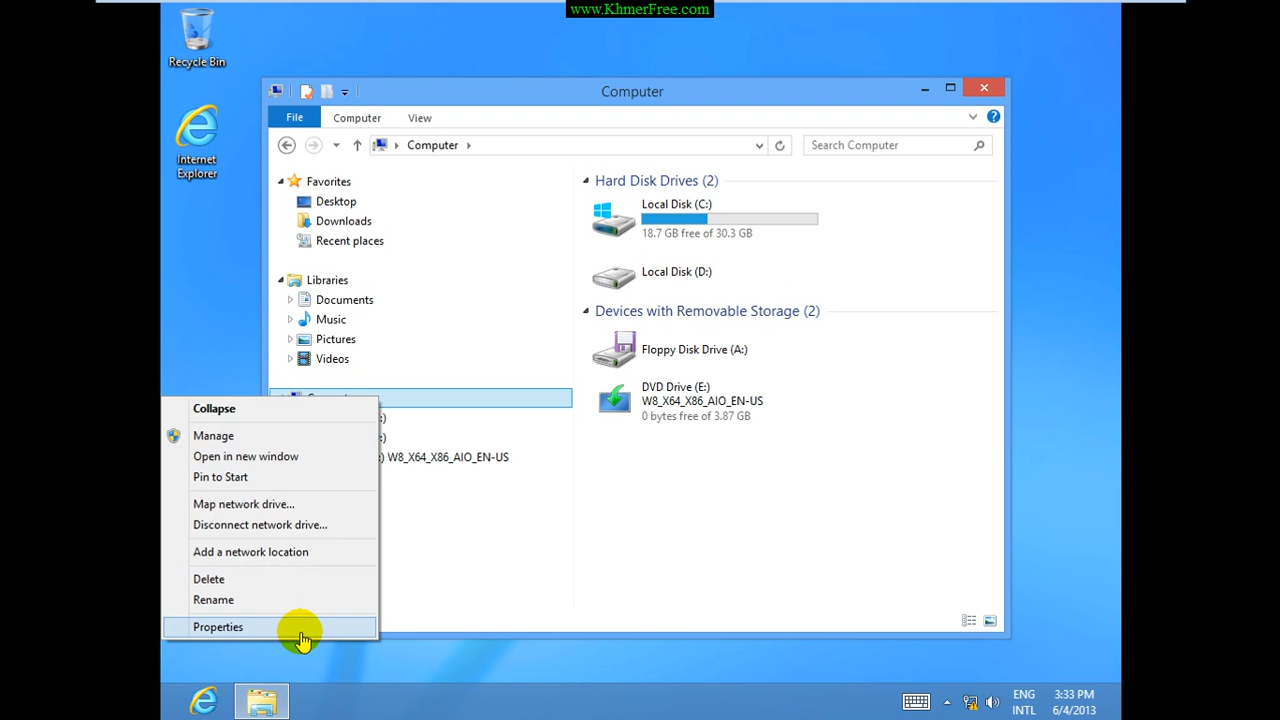 www.KhmerFree.com
Recycle Bin
Internet
Explorer
Computer
File
Computer
View
Computer
Search Computer
Favorites
Desktop
Downloads
Recent places
Libraries
Documents
Music
Pictures
Videos
:)
:)
:) W8_X64_X86_AIO_EN-US
Hard Disk Drives (2)
Local Disk (C:)
18.7 GB free of 30.3 GB
Local Disk (D:)
Devices with Removable Storage (2)
Floppy Disk Drive (A:)
DVD Drive (E:)
W8_X64_X86_AIO_EN-US
0 bytes free of 3.87 GB
Collapse
Manage
Open in new window
Pin to Start
Map network drive...
Disconnect network drive...
Add a network location
Delete
Rename
Properties
ENG
INTL
3:33 PM
6/4/2013